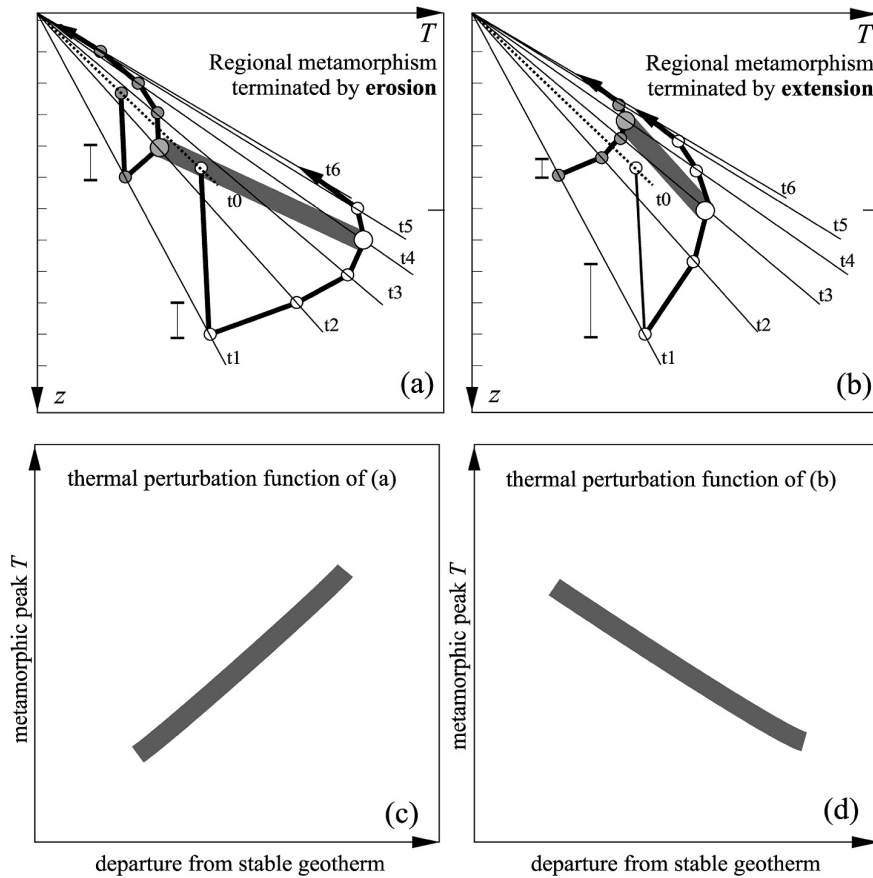 T
Regional metamorphism
terminated by erosion
t6
t0
t5
t4
t3
t2
t1
z
(a)
T
Regional metamorphism
terminated by extension
t6
t0
t5
t4
t3
t2
t1
z
(b)
thermal perturbation function of (a)
metamorphic peak T
(c)
departure from stable geotherm
thermal perturbation function of (b)
metamorphic peak T
(d)
departure from stable geotherm